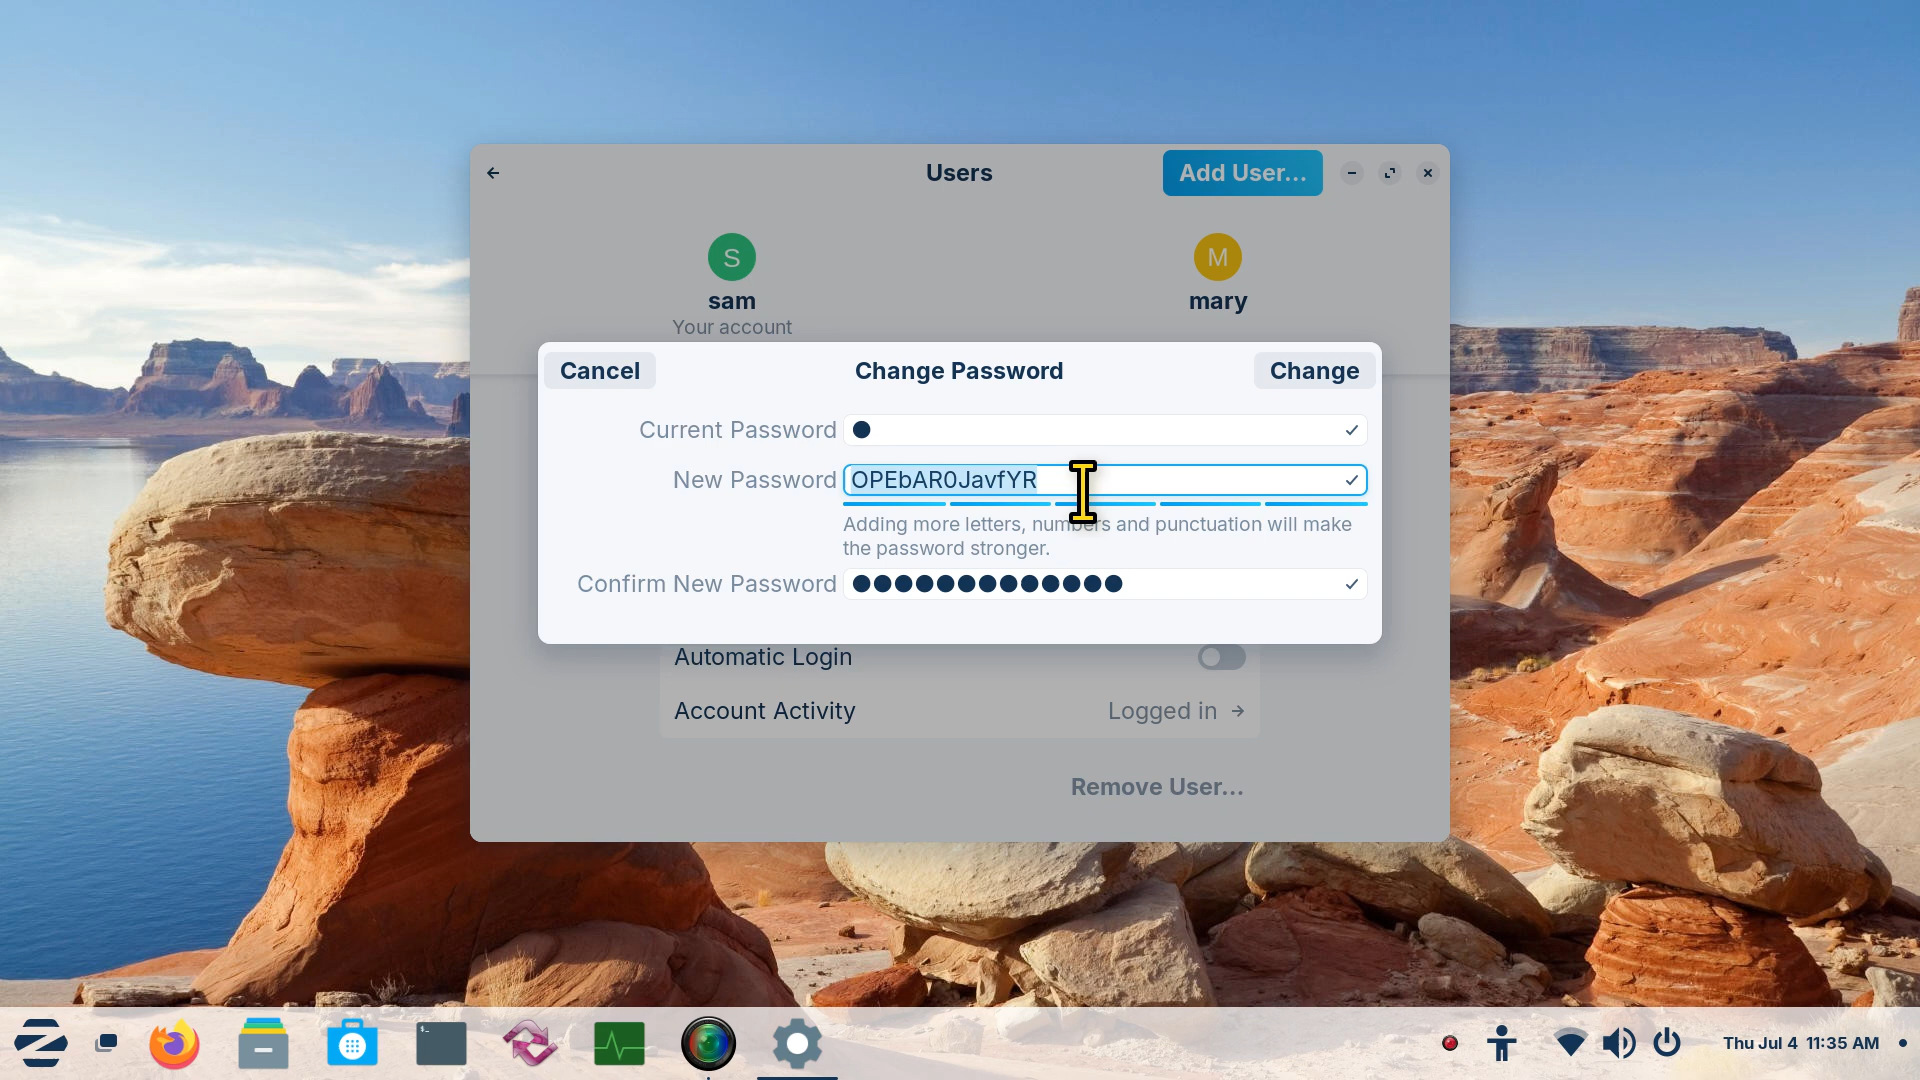 Users
Add User...
S
M
sam
mary
Your account
Cancel
Change Password
Change
Current Password
New Password
OPEbAR0JavfYR
Adding more letters, numbers and punctuation will make
the password stronger.
Confirm New Password
Automatic Login
Account Activity
Logged in
Remove User...
Thu Jul 4 11:35 AM